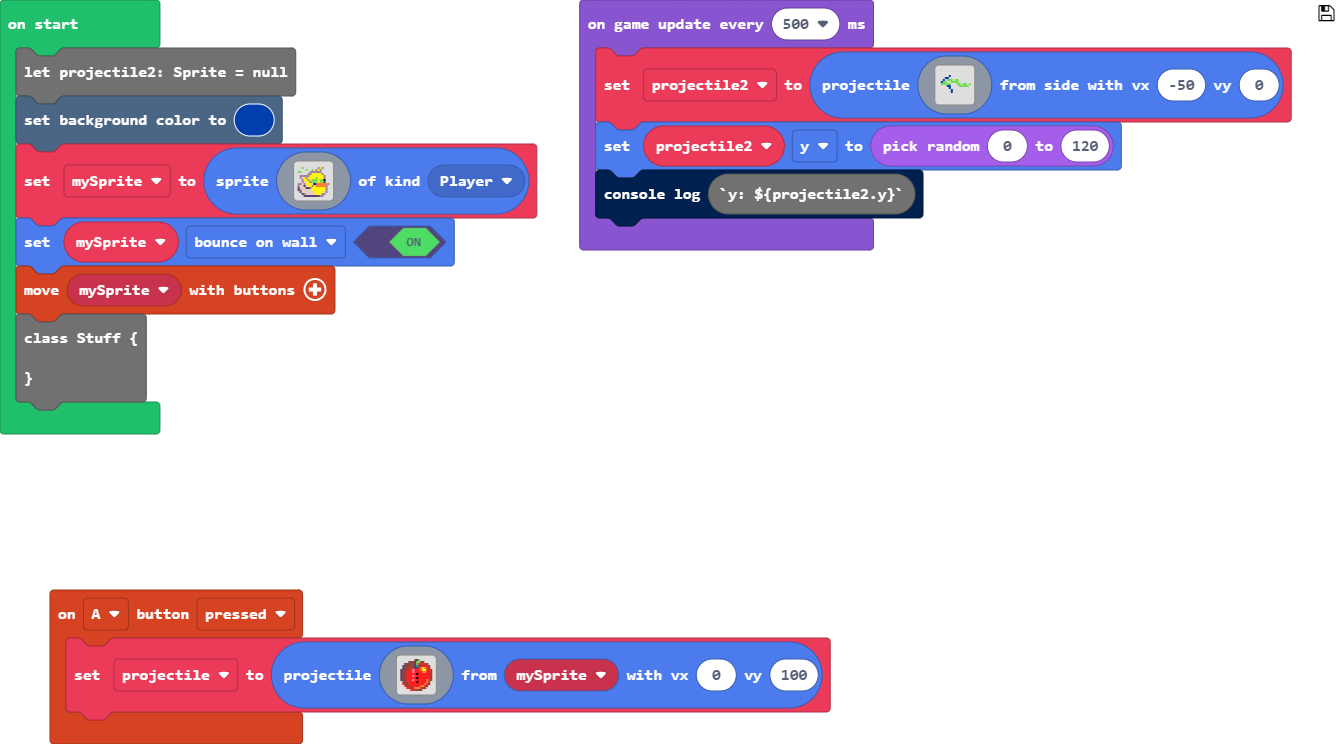 on start
let projectile2: Sprite = null
set background color to
set mySprite to sprite of kind Player
set mySprite bounce on wall ON
move mySprite with buttons
class Stuff {
}
on game update every 500 ms
set projectile2 to projectile from side with vx -50 vy 0
set projectile2 y to pick random 0 to 120
console log `y: ${projectile2.y}`
on A button pressed
set projectile to projectile from mySprite with vx 0 vy 100